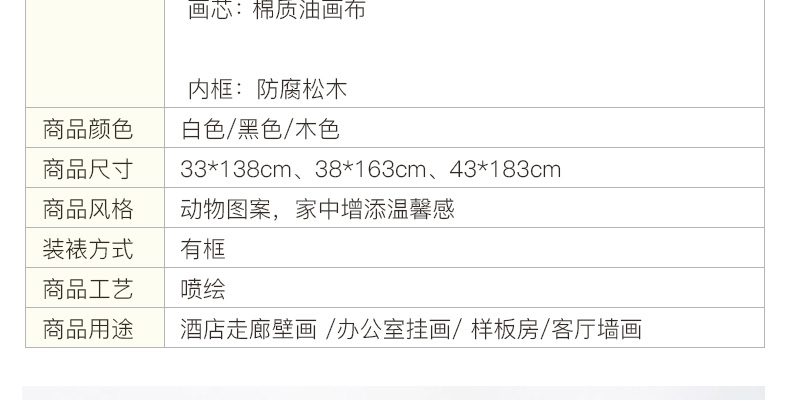 画芯：棉质油画布
内框：防腐松木
商品颜色 白色/黑色/木色
商品尺寸 33*138cm、38*163cm、43*183cm
商品风格 动物图案，家中增添温馨感
装裱方式 有框
商品工艺 喷绘
商品用途 酒店走廊壁画 /办公室挂画/ 样板房/客厅墙画